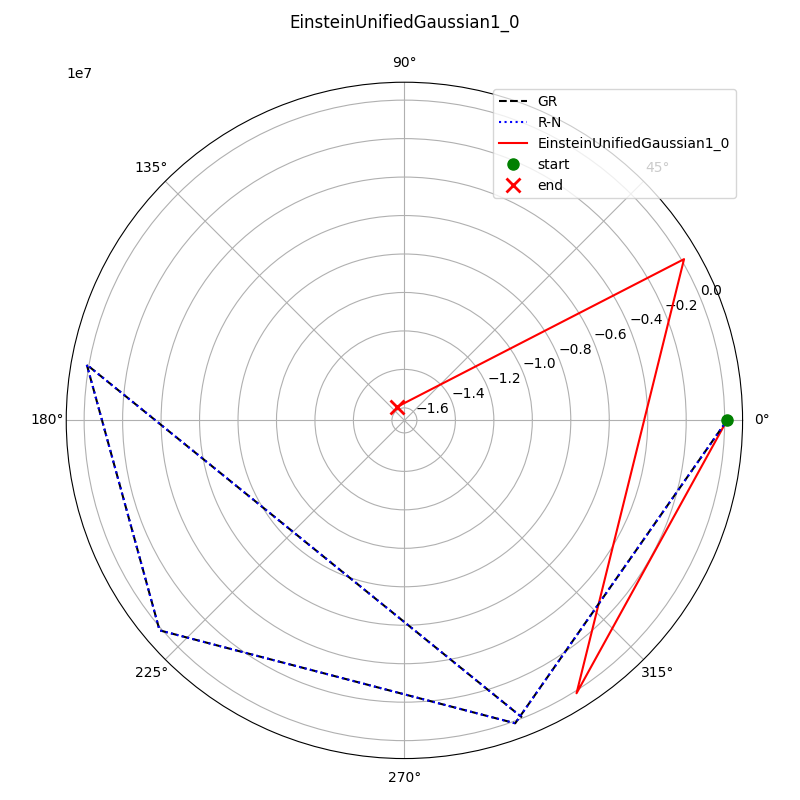 EinsteinUnifiedGaussian1_0
1e7
90°
GR
R-N
EinsteinUnifiedGaussian1_0
start
end
135°
45°
0.0
−0.2
−0.4
−0.6
−0.8
−1.0
−1.2
−1.4
−1.6
180°
0°
225°
315°
270°